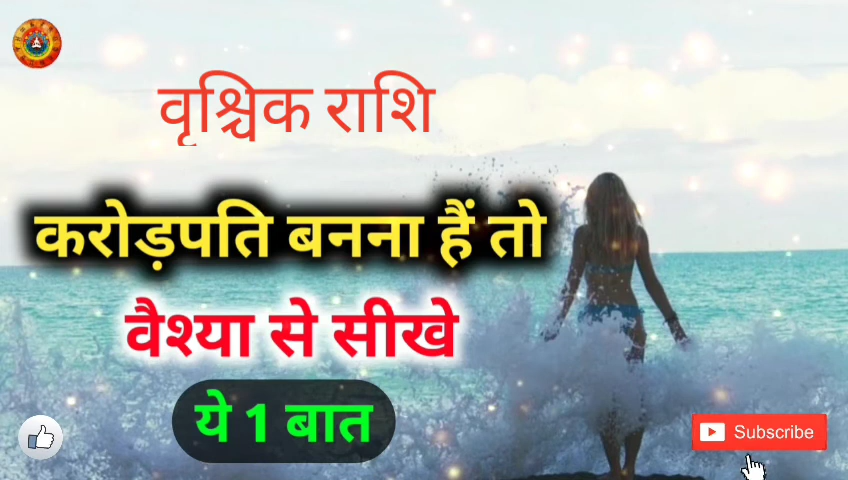 वृश्चिक राशि
करोड़पति बनना हैं तो
वैश्या से सीखे
ये 1 बात
Subscribe